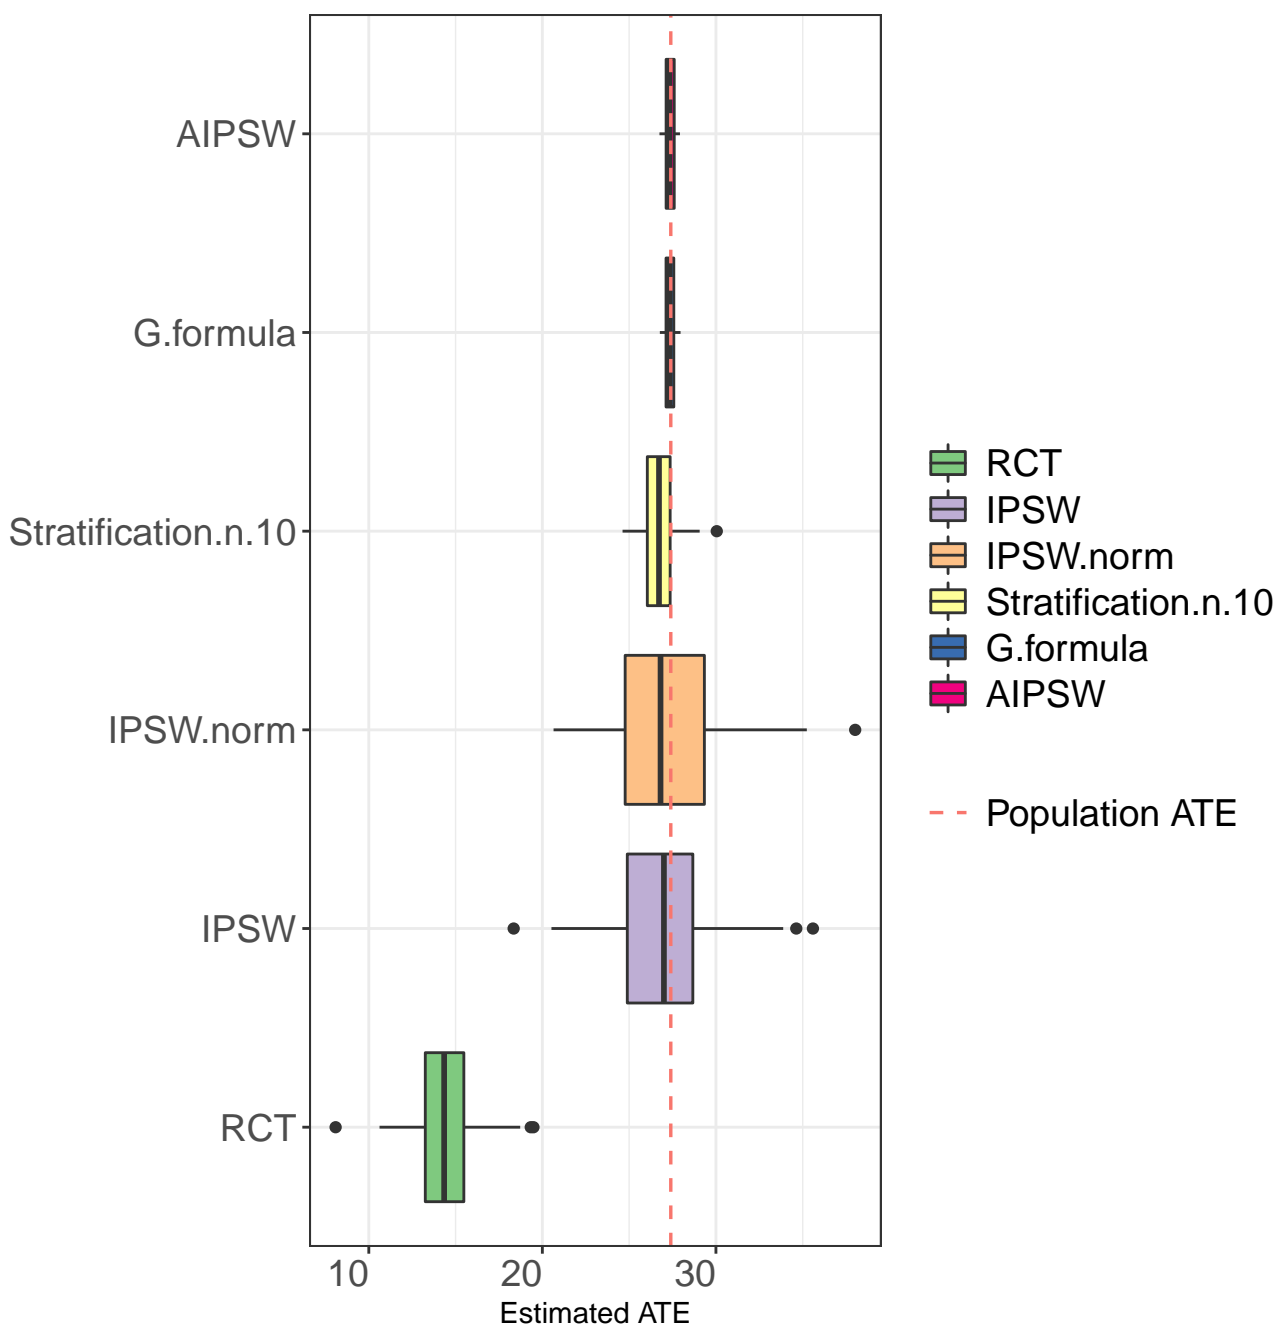 AIPSW
G.formula
Stratification.n.10
IPSW.norm
IPSW
RCT
10 20 30
Estimated ATE
RCT
IPSW
IPSW.norm
Stratification.n.10
G.formula
AIPSW
Population ATE